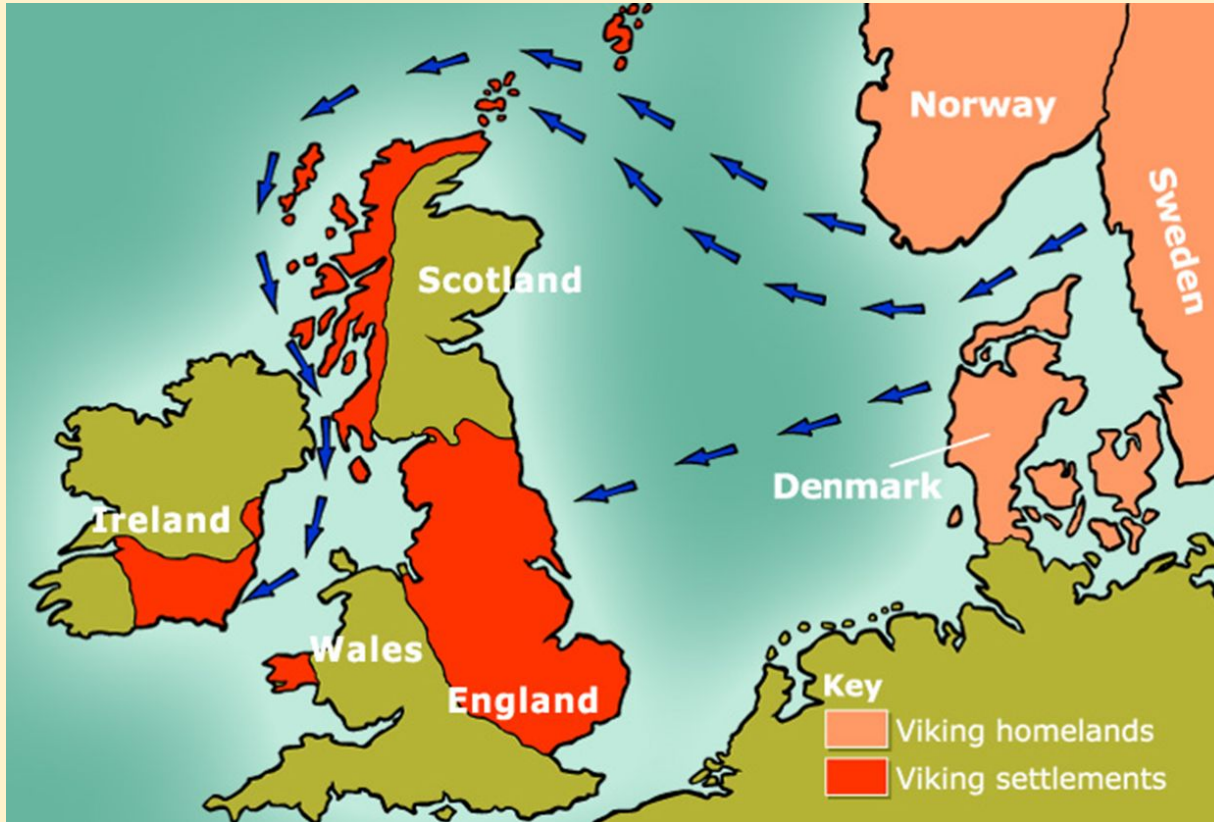 Norway
Sweden
Scotland
Denmark
Ireland
Wales
England
Key
Viking homelands
Viking settlements